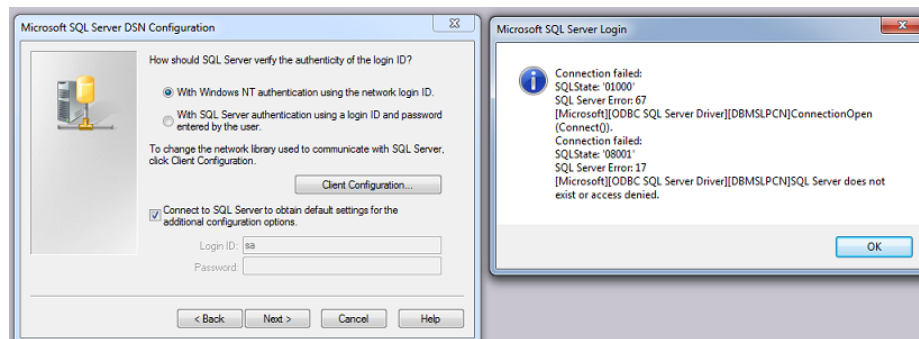 Microsoft SQL Server DSN Configuration
How should SQL Server verify the authenticity of the login ID?
With Windows NT authentication using the network login ID.
With SQL Server authentication using a login ID and password
entered by the user.
To change the network library used to communicate with SQL Server,
click Client Configuration.
Client Configuration...
Connect to SQL Server to obtain default settings for the
additional configuration options.
Login ID: sa
Password:
< Back Next > Cancel Help
Microsoft SQL Server Login
Connection failed:
SQLState: '01000'
SQL Server Error: 67
[Microsoft][ODBC SQL Server Driver][DBMSLPCN]ConnectionOpen
(Connect()).
Connection failed:
SQLState: '08001'
SQL Server Error: 17
[Microsoft][ODBC SQL Server Driver][DBMSLPCN]SQL Server does not
exist or access denied.
OK